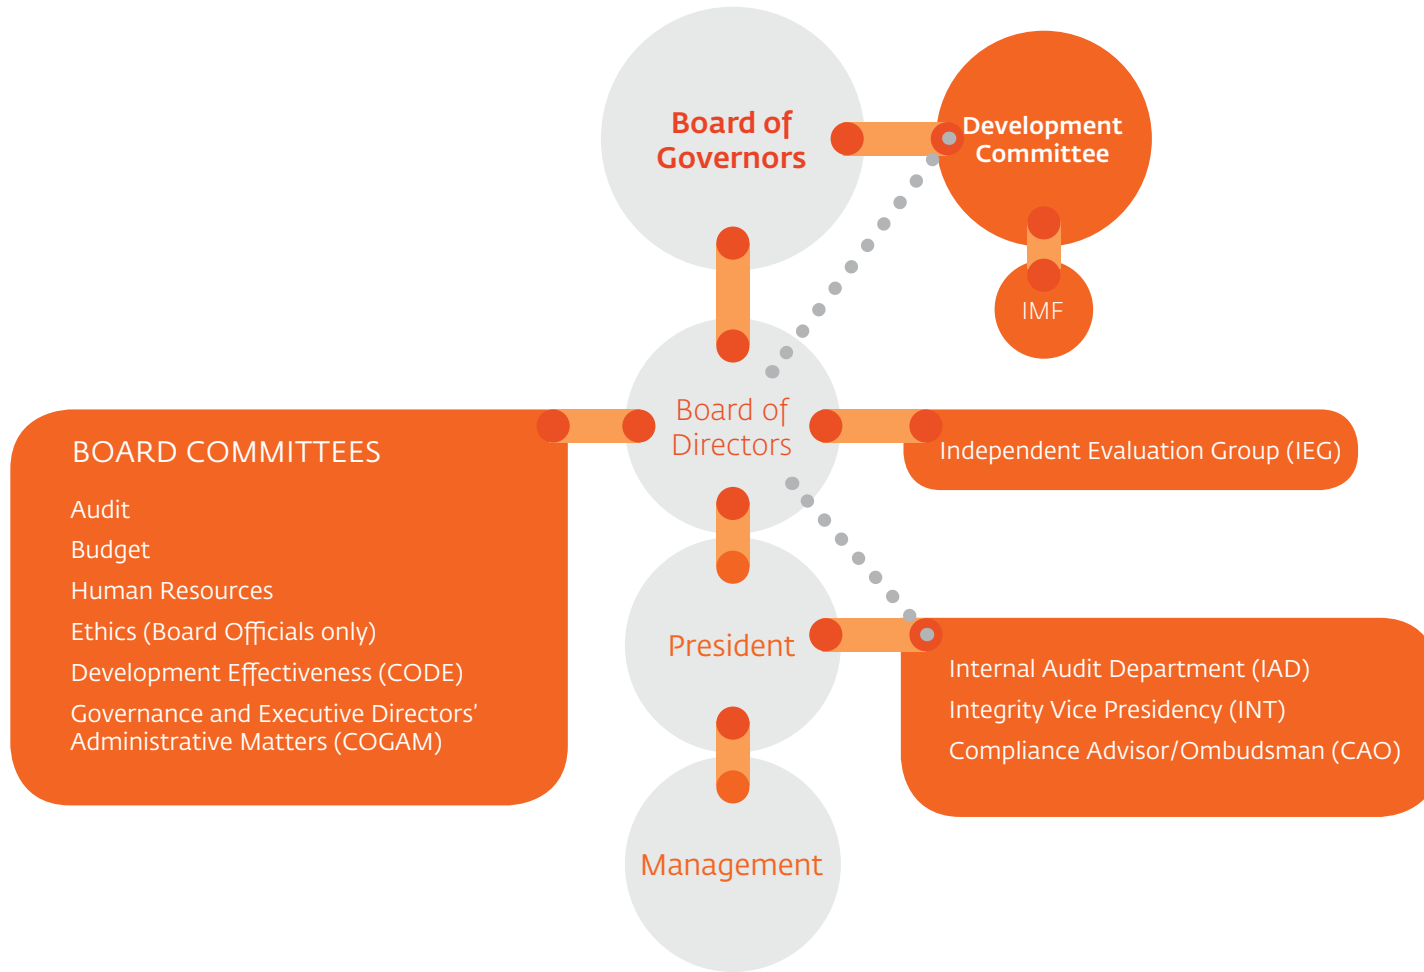 Board of
Governors
Development
Committee
IMF
Board of
Directors
BOARD COMMITTEES
Audit
Budget
Human Resources
Ethics (Board Officials only)
Development Effectiveness (CODE)
Governance and Executive Directors’
Administrative Matters (COGAM)
Independent Evaluation Group (IEG)
President
Internal Audit Department (IAD)
Integrity Vice Presidency (INT)
Compliance Advisor/Ombudsman (CAO)
Management